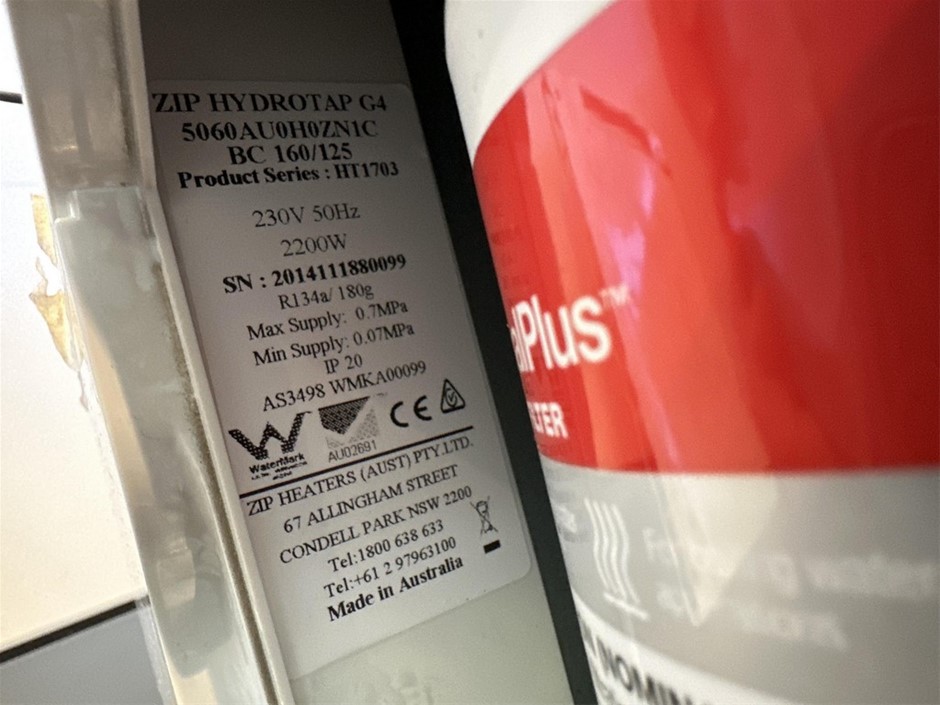 ZIP HYDROTAP G4
5060AU0H0ZN1C
BC 160/125
Product Series : HT1703
230V 50Hz
2200W
SN : 2014111880099
R134a/ 180g
Max Supply: 0.7MPa
Min Supply: 0.07MPa
IP 20
AS3498 WMKA00099
WaterMark
AU02691
CE
ZIP HEATERS (AUST) PTY.LTD.
67 ALLINGHAM STREET
CONDELL PARK NSW 2200
Tel:1800 638 633
Tel:+61 2 97963100
Made in Australia
Plus™